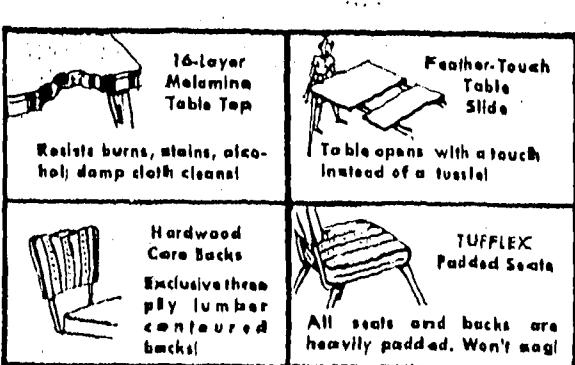 16-Layer
Melamine
Table Top
Resists burns, stains, alco-
hol; damp cloth cleans!
Feather-Touch
Table
Slide
Table opens with a touch
instead of a tussle!
Hardwood
Core Backs
Exclusive three
ply lumber
contoured
backs!
TUFFLEX
Padded Seats
All seats and backs are
heavily padded. Won't sag!